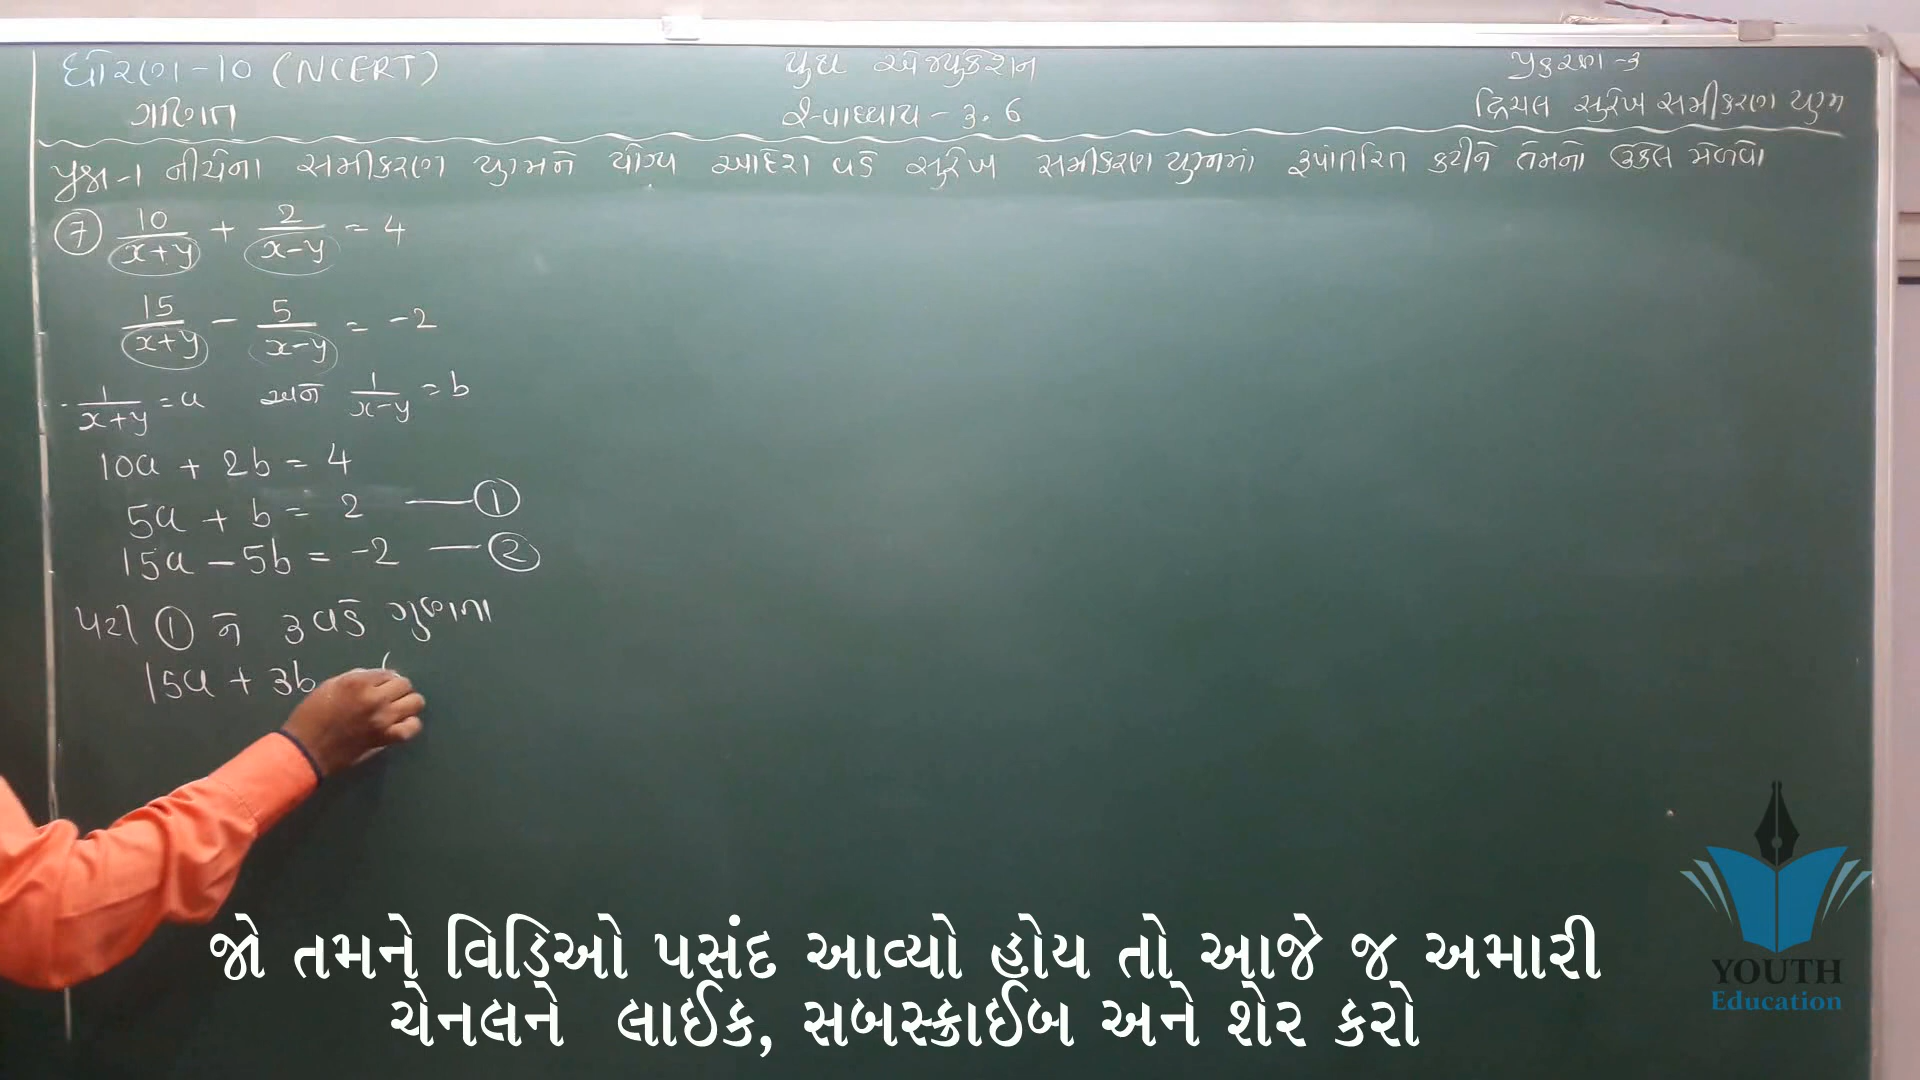 ધોરણ-10 (NCERT)
ગણિત
યુથ એજ્યુકેશન
સ્વાધ્યાય - 3.6
પ્રકરણ-3
દ્વિચલ સુરેખ સમીકરણ યુગ્મ
પ્રશ્ન-1 નીચેના સમીકરણ યુગ્મને યોગ્ય આદેશ વડે સુરેખ સમીકરણ યુગ્મમાં રૂપાંતરિત કરીને તેમનો ઉકેલ મેળવો
⑦ 10/(x+y) + 2/(x-y) = 4
15/(x+y) - 5/(x-y) = -2
1/(x+y) = a અને 1/(x-y) = b
10a + 2b = 4
5a + b = 2 —— ①
15a - 5b = -2 —— ②
① ને 3 વડે ગુણતા
15a + 3b
જો તમને વિડિઓ પસંદ આવ્યો હોય તો આજે જ અમારી
ચેનલને લાઈક, સબસ્ક્રાઈબ અને શેર કરો
YOUTH
Education